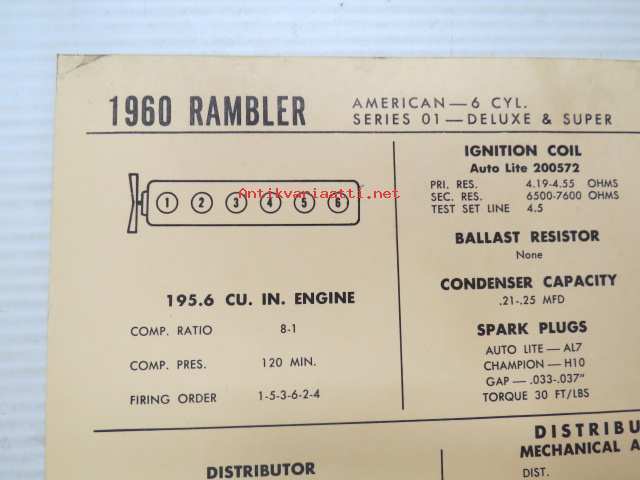 1960 RAMBLER
AMERICAN — 6 CYL.
SERIES 01 — DELUXE & SUPER
1 2 3 4 5 6
Antikvariaatti.net
195.6 CU. IN. ENGINE
COMP. RATIO 8-1
COMP. PRES. 120 MIN.
FIRING ORDER 1-5-3-6-2-4
DISTRIBUTOR
IGNITION COIL
Auto Lite 200572
PRI. RES. 4.19-4.55 OHMS
SEC. RES. 6500-7600 OHMS
TEST SET LINE 4.5
BALLAST RESISTOR
None
CONDENSER CAPACITY
.21-.25 MFD
SPARK PLUGS
AUTO LITE — AL7
CHAMPION — H10
GAP — .033-.037"
TORQUE 30 FT/LBS
DISTRIBU
MECHANICAL A
DIST.